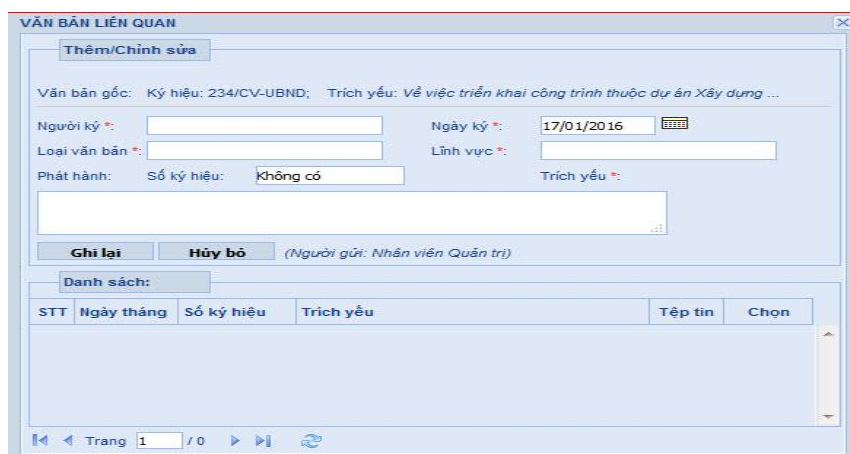 VĂN BẢN LIÊN QUAN
Thêm/Chỉnh sửa
Văn bản gốc: Ký hiệu: 234/CV-UBND; Trích yếu: Về việc triển khai công trình thuộc dự án Xây dựng ...
Người ký *: Ngày ký *: 17/01/2016
Loại văn bản *: Lĩnh vực *:
Phát hành: Số ký hiệu: Không có Trích yếu *:
Ghi lại Hủy bỏ (Người gửi: Nhân viên Quản trị)
Danh sách:
STT Ngày tháng Số ký hiệu Trích yếu Tệp tin Chọn
Trang 1 / 0